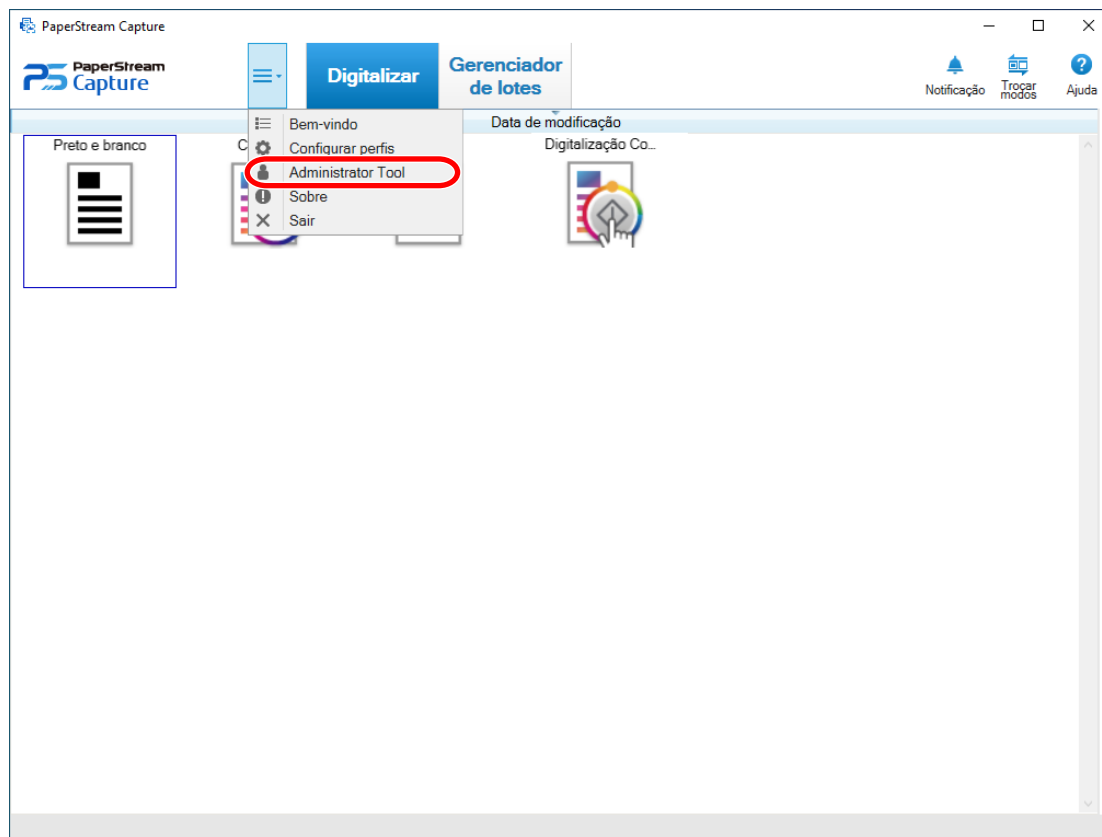 PaperStream Capture
PaperStream
Capture
Digitalizar
Gerenciador
de lotes
Notificação
Trocar
modos
Ajuda
Data de modificação
Bem-vindo
Configurar perfis
Administrator Tool
Sobre
Sair
Preto e branco
C
Digitalização Co...